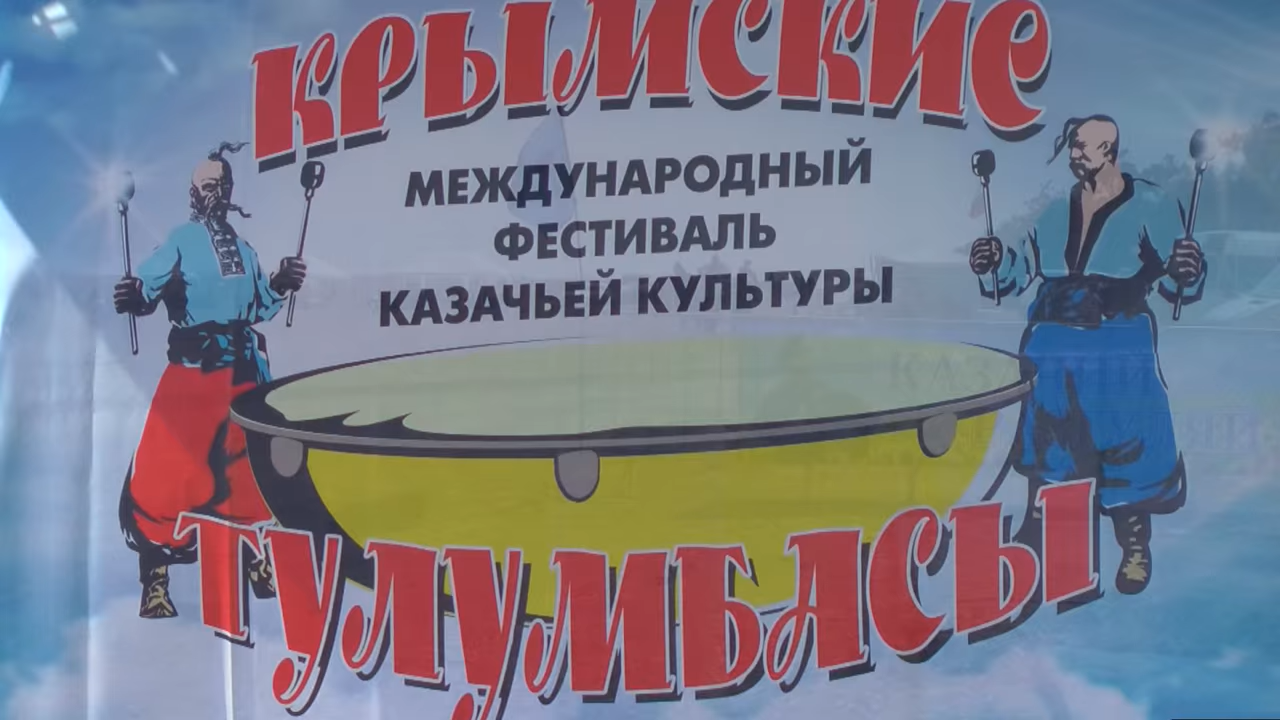 КРЫМСКИЕ
МЕЖДУНАРОДНЫЙ
ФЕСТИВАЛЬ
КАЗАЧЬЕЙ КУЛЬТУРЫ
ТУЛУМБАСЫ